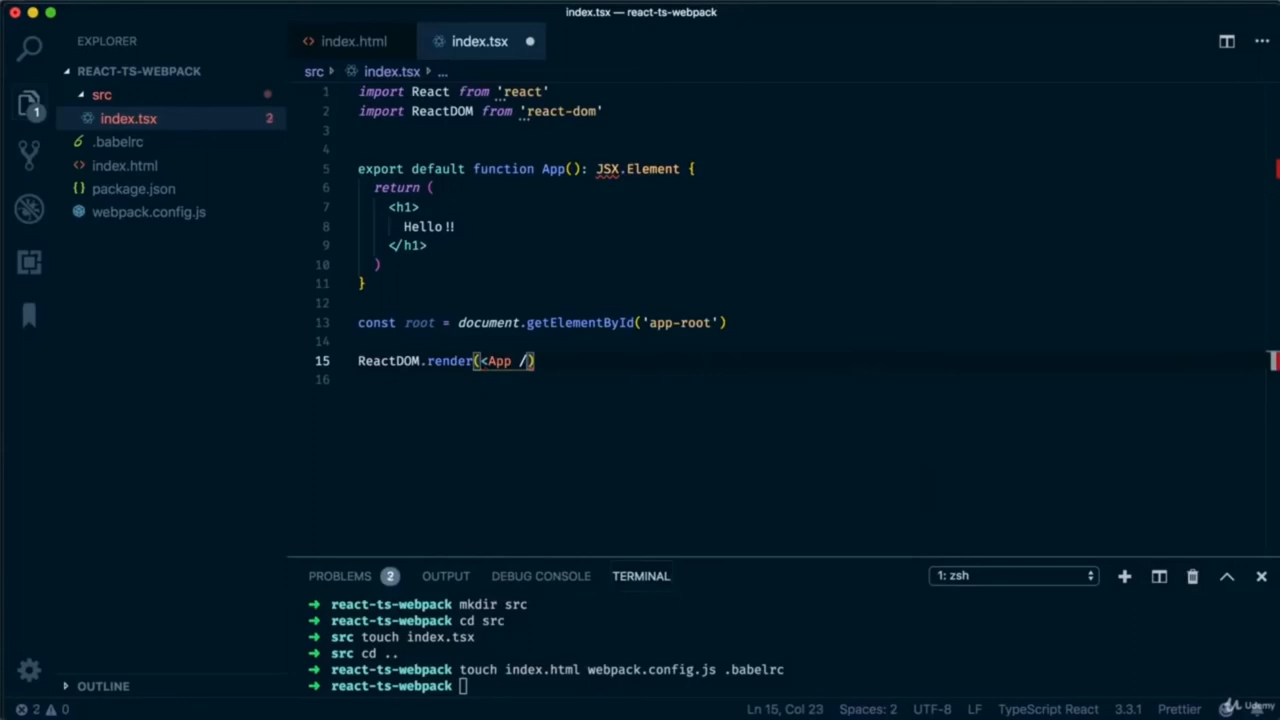 index.tsx — react-ts-webpack
EXPLORER
REACT-TS-WEBPACK
src
index.tsx 2
.babelrc
index.html
package.json
webpack.config.js
OUTLINE
1
index.html
index.tsx
src index.tsx ...
1 import React from 'react'
2 import ReactDOM from 'react-dom'
3
4
5 export default function App(): JSX.Element {
6 return (
7 <h1>
8 Hello!!
9 </h1>
10 )
11 }
12
13 const root = document.getElementById('app-root')
14
15 ReactDOM.render(<App /)
16
PROBLEMS 2 OUTPUT DEBUG CONSOLE TERMINAL 1: zsh
➜ react-ts-webpack mkdir src
➜ react-ts-webpack cd src
➜ src touch index.tsx
➜ src cd ..
➜ react-ts-webpack touch index.html webpack.config.js .babelrc
➜ react-ts-webpack
2 0 Ln 15, Col 23 Spaces: 2 UTF-8 LF TypeScript React 3.3.1 Prettier
Udemy